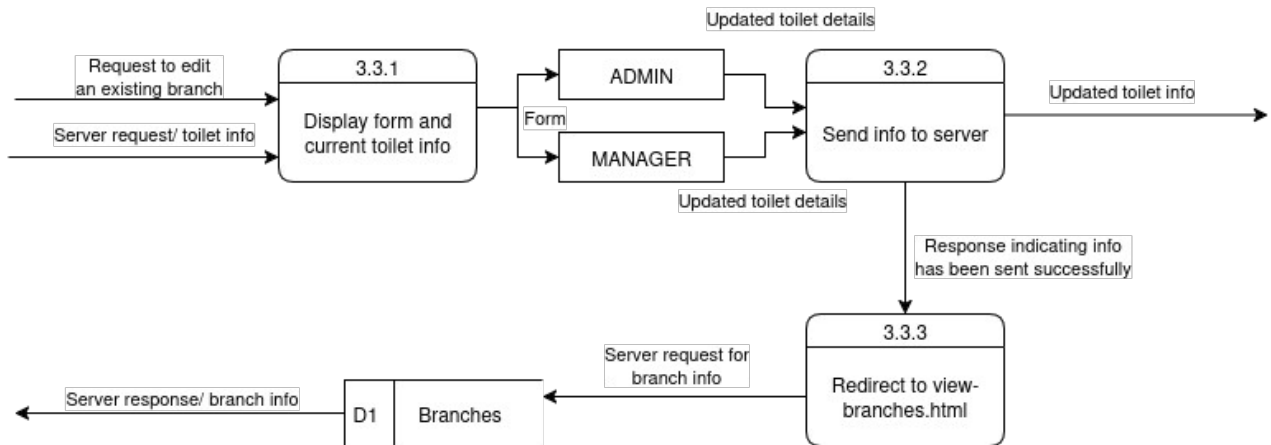 Updated toilet details
Request to edit
an existing branch
Server request/ toilet info
3.3.1
Display form and
current toilet info
Form
ADMIN
MANAGER
Updated toilet details
3.3.2
Send info to server
Updated toilet info
Response indicating info
has been sent successfully
3.3.3
Redirect to view-
branches.html
Server request for
branch info
D1
Branches
Server response/ branch info